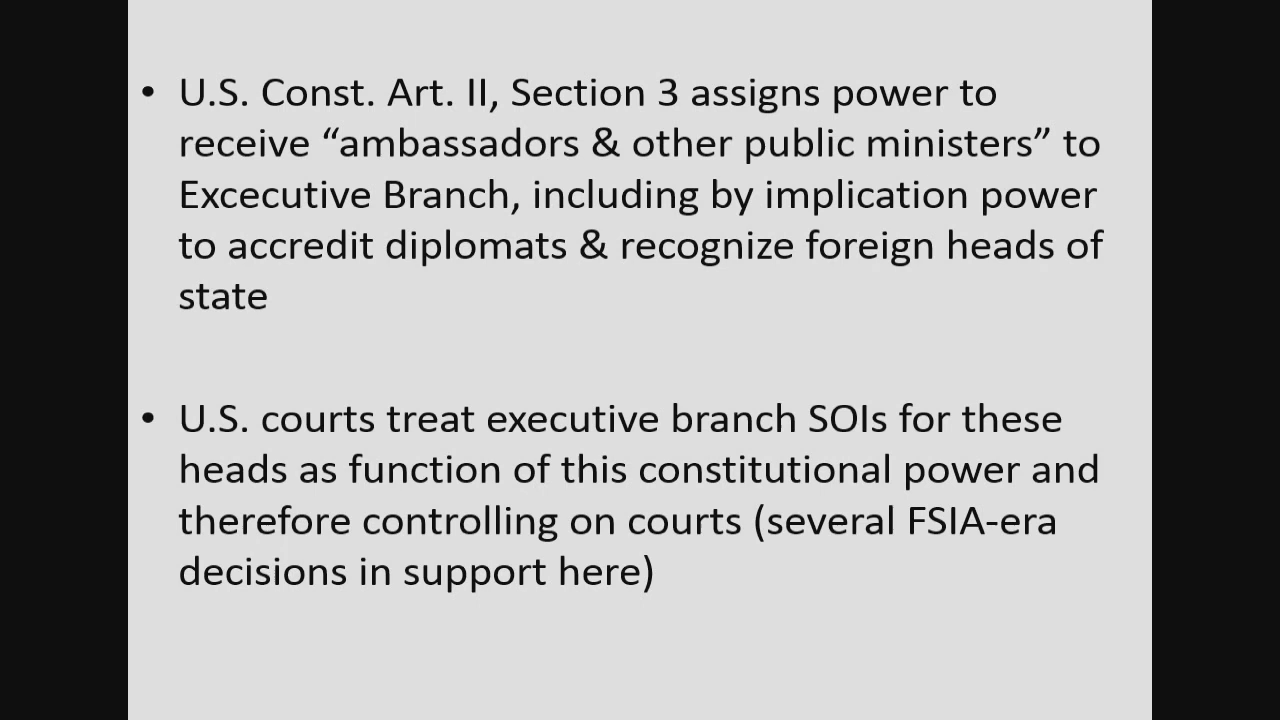 • U.S. Const. Art. II, Section 3 assigns power to
receive “ambassadors & other public ministers” to
Excecutive Branch, including by implication power
to accredit diplomats & recognize foreign heads of
state
• U.S. courts treat executive branch SOIs for these
heads as function of this constitutional power and
therefore controlling on courts (several FSIA-era
decisions in support here)